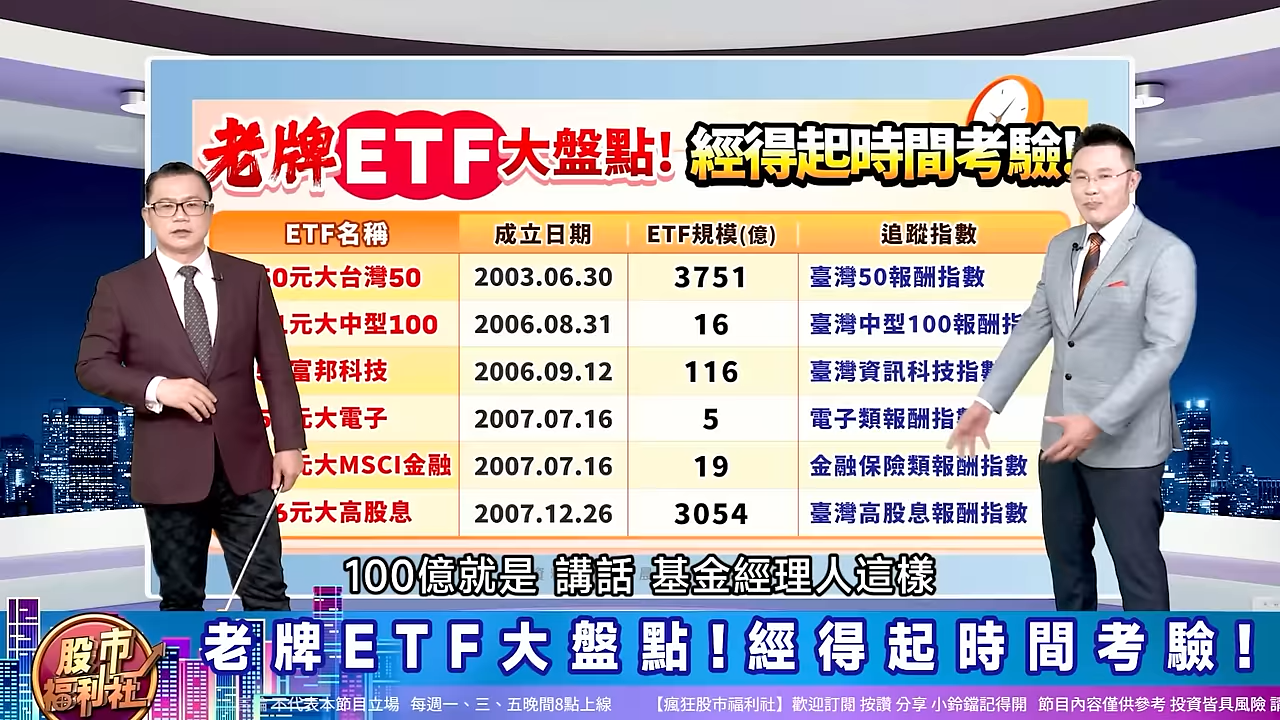 老牌ETF大盤點! 經得起時間考驗!
ETF名稱 成立日期 ETF規模(億) 追蹤指數
50元大台灣50 2003.06.30 3751 臺灣50報酬指數
1元大中型100 2006.08.31 16 臺灣中型100報酬指
富邦科技 2006.09.12 116 臺灣資訊科技指數
元大電子 2007.07.16 5 電子類報酬指數
元大MSCI金融 2007.07.16 19 金融保險類報酬指數
6元大高股息 2007.12.26 3054 臺灣高股息報酬指數
100億就是 講話 基金經理人這樣
老牌ETF大盤點!經得起時間考驗!
股市
福利社
本代表本節目立場 每週一、三、五晚間8點上線 【瘋狂股市福利社】歡迎訂閱 按讚 分享 小鈴鐺記得開 節目內容僅供參考 投資皆具風險